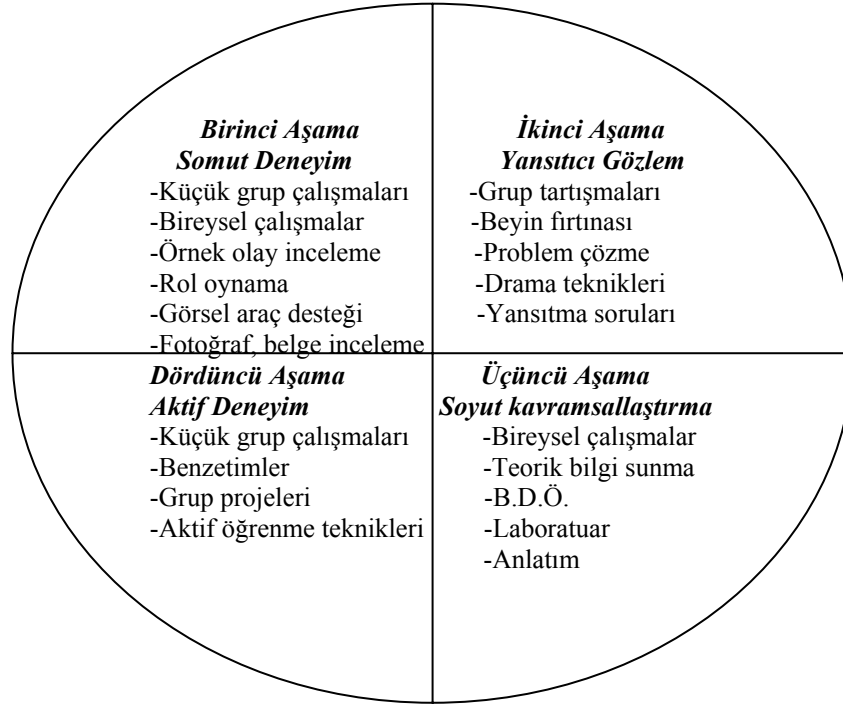 Birinci Aşama
Somut Deneyim
-Küçük grup çalışmaları
-Bireysel çalışmalar
-Örnek olay inceleme
-Rol oynama
-Görsel araç desteği
-Fotoğraf, belge inceleme
İkinci Aşama
Yansıtıcı Gözlem
-Grup tartışmaları
-Beyin fırtınası
-Problem çözme
-Drama teknikleri
-Yansıtma soruları
Dördüncü Aşama
Aktif Deneyim
-Küçük grup çalışmaları
-Benzetimler
-Grup projeleri
-Aktif öğrenme teknikleri
Üçüncü Aşama
Soyut kavramsallaştırma
-Bireysel çalışmalar
-Teorik bilgi sunma
-B.D.Ö.
-Laboratuar
-Anlatım